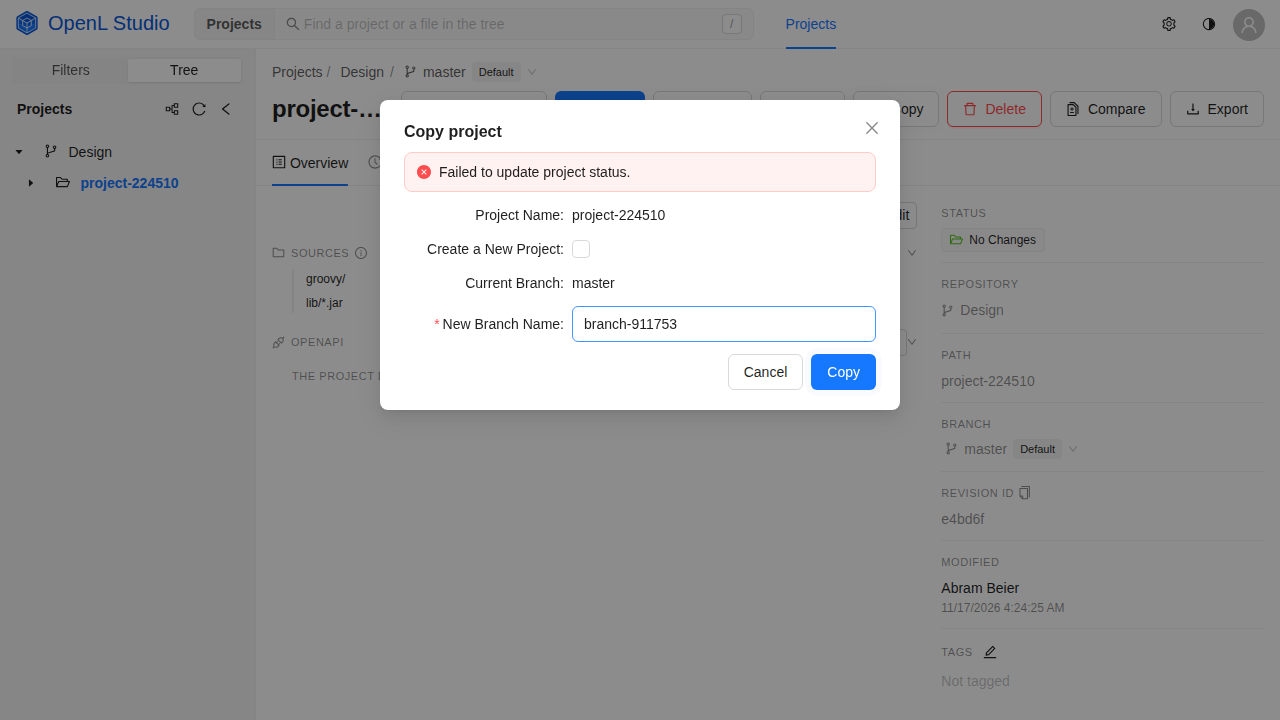 OpenL Studio
Projects
Find a project or a file in the tree
/
Projects
Filters
Tree
Projects
Design
project-224510
Projects / Design / master Default
project-...
opy
Delete
Compare
Export
Overview
dit
SOURCES
groovy/
lib/*.jar
OPENAPI
THE PROJECT
Copy project
Failed to update project status.
Project Name: project-224510
Create a New Project:
Current Branch: master
* New Branch Name: branch-911753
Cancel
Copy
STATUS
No Changes
REPOSITORY
Design
PATH
project-224510
BRANCH
master Default
REVISION ID
e4bd6f
MODIFIED
Abram Beier
11/17/2026 4:24:25 AM
TAGS
Not tagged